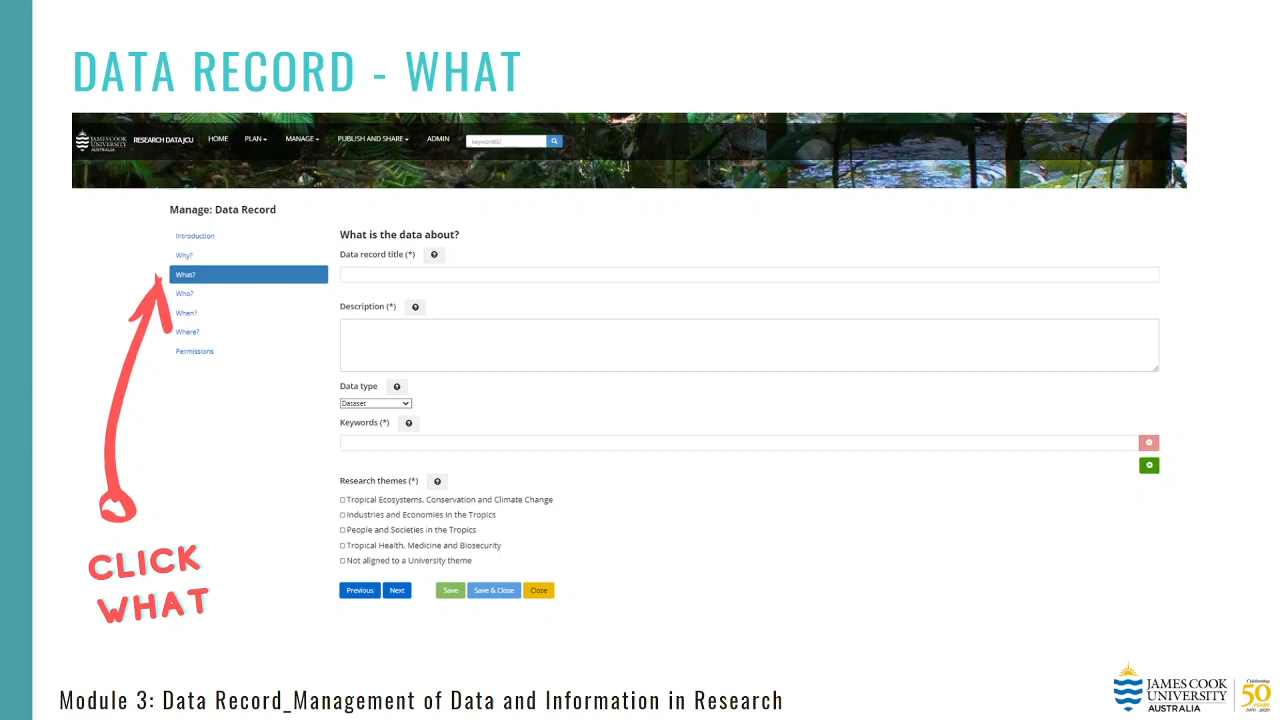 DATA RECORD - WHAT
JAMES COOK UNIVERSITY AUSTRALIA
RESEARCH DATA JCU HOME PLAN MANAGE PUBLISH AND SHARE ADMIN keyword(s)
Manage: Data Record
Introduction
Why?
What?
Who?
When?
Where?
Permissions
What is the data about?
Data record title (*)
Description (*)
Data type
Dataset
Keywords (*)
Research themes (*)
Tropical Ecosystems, Conservation and Climate Change
Industries and Economies in the Tropics
People and Societies in the Tropics
Tropical Health, Medicine and Biosecurity
Not aligned to a University theme
Previous Next Save Save & Close Close
CLICK
WHAT
Module 3: Data Record_Management of Data and Information in Research
JAMES COOK
UNIVERSITY
AUSTRALIA
Celebrating
50
YEARS
1970 - 2020